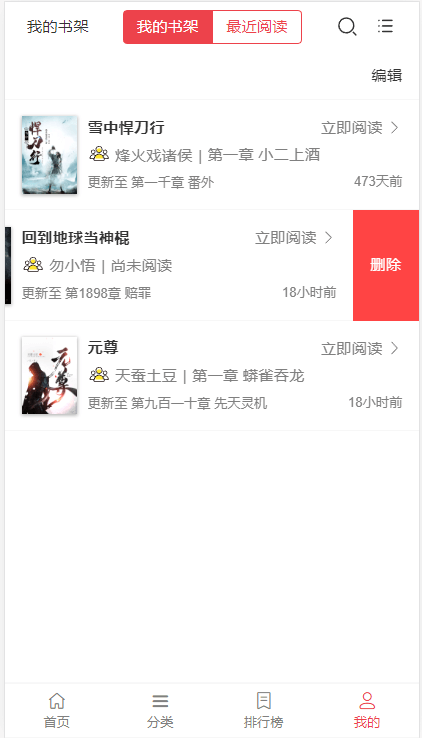 我的书架 我的书架 最近阅读
编辑
悍刀行
雪中悍刀行 立即阅读
烽火戏诸侯 | 第一章 小二上酒
更新至 第一千章 番外 473天前
回到地球当神棍 立即阅读
勿小悟 | 尚未阅读
更新至 第1898章 赔罪 18小时前
删除
元尊
元尊 立即阅读
天蚕土豆 | 第一章 蟒雀吞龙
更新至 第九百一十章 先天灵机 18小时前
首页 分类 排行榜 我的